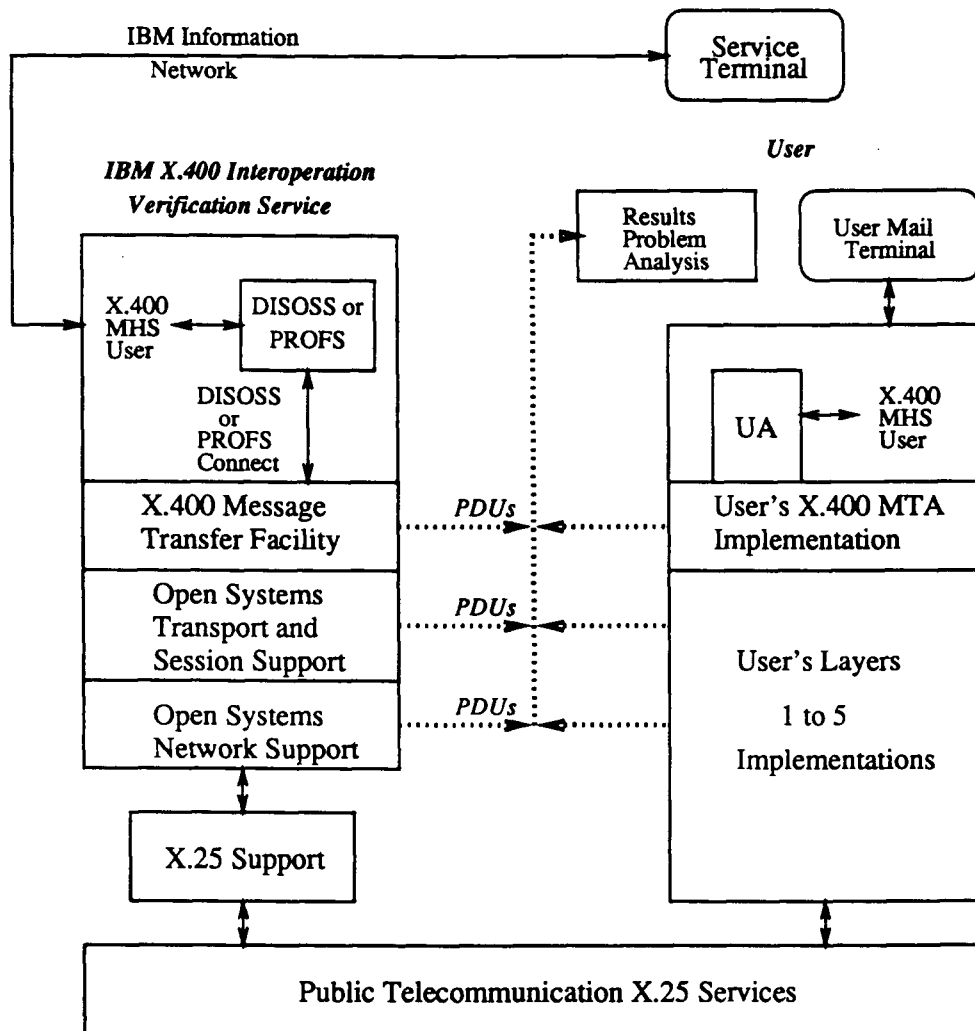 IBM Information
Network
Service
Terminal
User
IBM X.400 Interoperation
Verification Service
Results
Problem
Analysis
User Mail
Terminal
X.400
MHS
User
DISOSS or
PROFS
DISOSS
or
PROFS
Connect
UA
X.400
MHS
User
X.400 Message
Transfer Facility
PDUs
User's X.400 MTA
Implementation
Open Systems
Transport and
Session Support
PDUs
User's Layers
1 to 5
Implementations
Open Systems
Network Support
PDUs
X.25 Support
Public Telecommunication X.25 Services